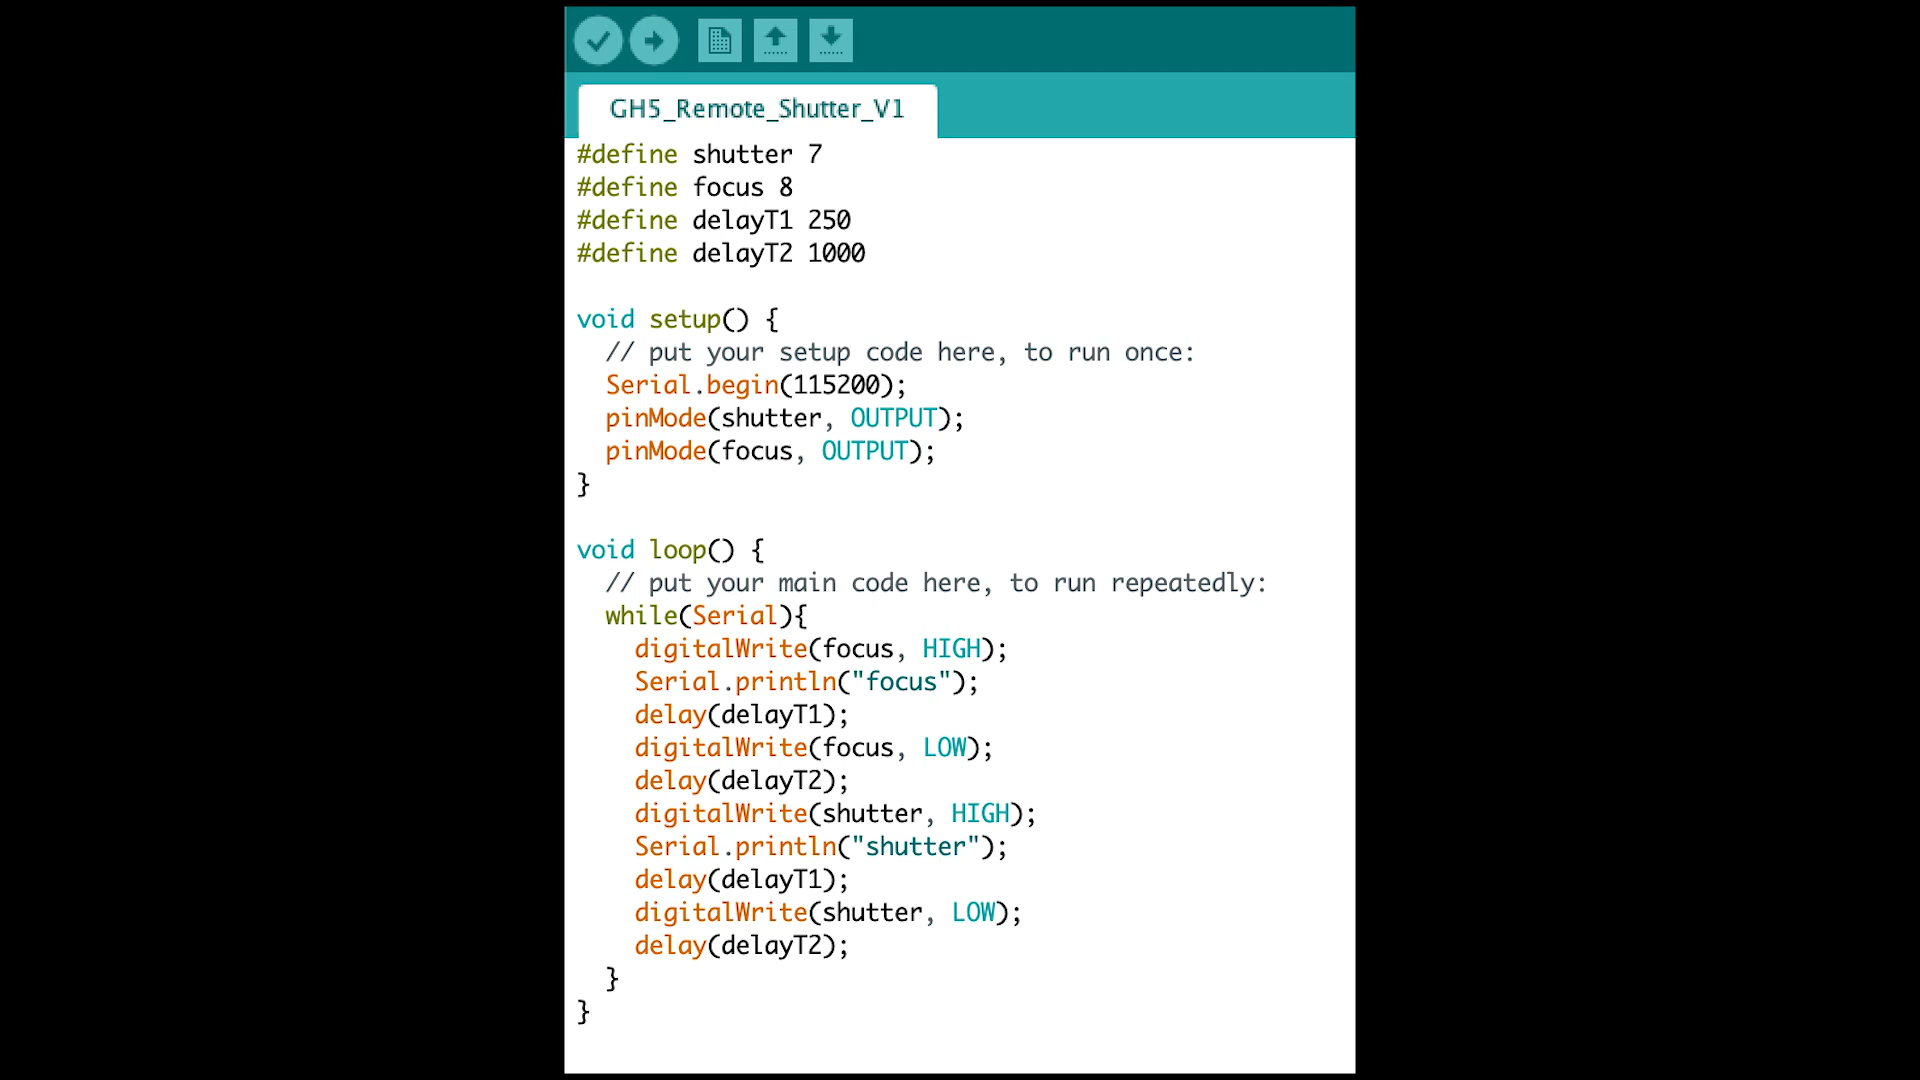 GH5_Remote_Shutter_V1
#define shutter 7
#define focus 8
#define delayT1 250
#define delayT2 1000
void setup() {
// put your setup code here, to run once:
Serial.begin(115200);
pinMode(shutter, OUTPUT);
pinMode(focus, OUTPUT);
}
void loop() {
// put your main code here, to run repeatedly:
while(Serial){
digitalWrite(focus, HIGH);
Serial.println("focus");
delay(delayT1);
digitalWrite(focus, LOW);
delay(delayT2);
digitalWrite(shutter, HIGH);
Serial.println("shutter");
delay(delayT1);
digitalWrite(shutter, LOW);
delay(delayT2);
}
}